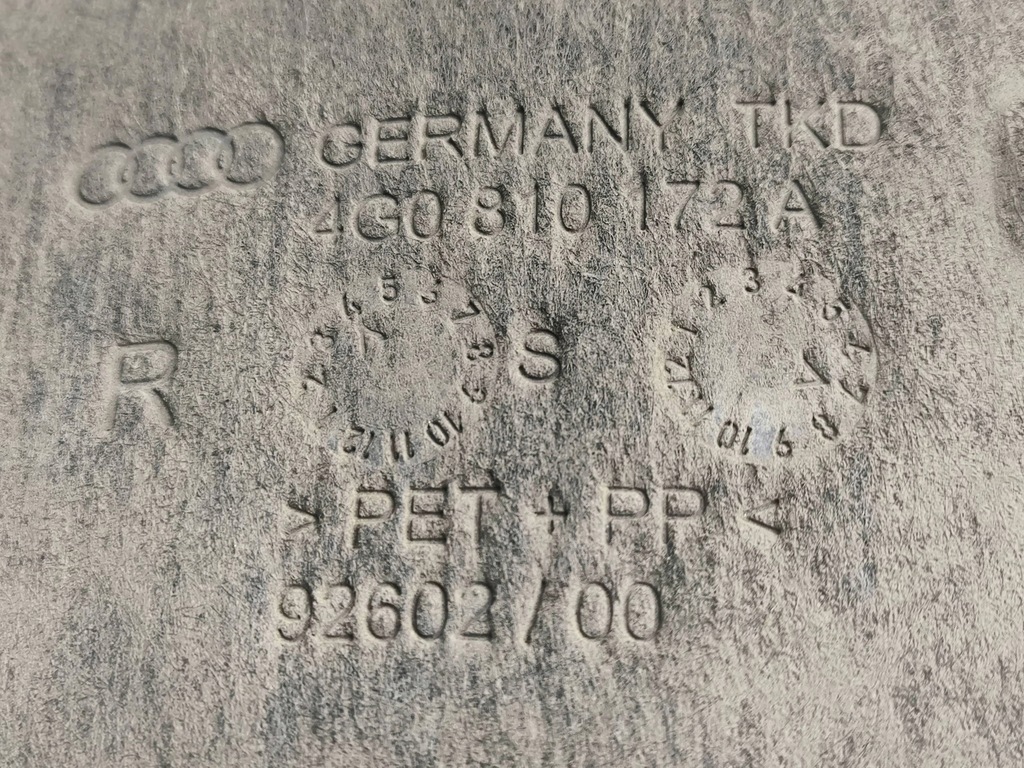 GERMANY TKD
4G0 810 172 A
R S
> PET + PP <
92602 / 00